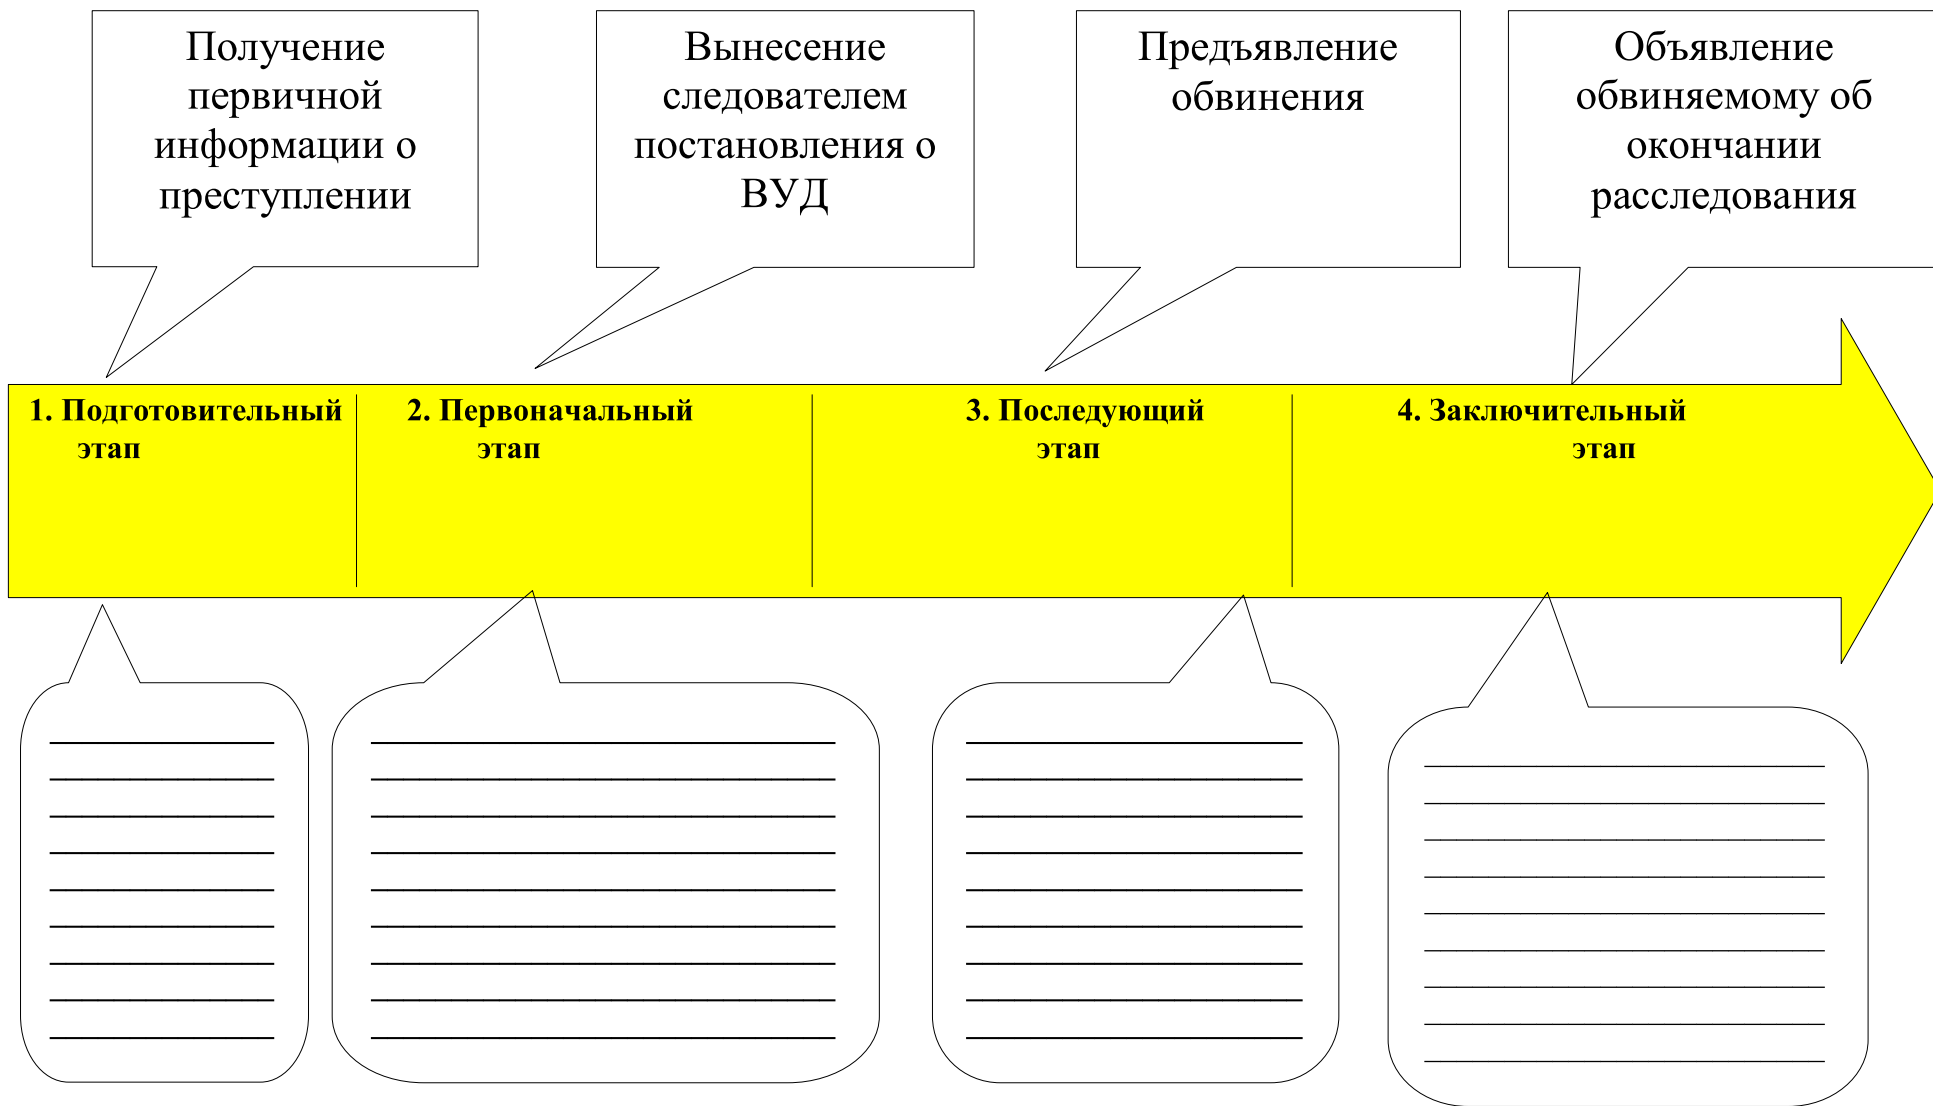 Получение
первичной
информации о
преступлении
Вынесение
следователем
постановления о
ВУД
Предъявление
обвинения
Объявление
обвиняемому об
окончании
расследования
1. Подготовительный
этап
2. Первоначальный
этап
3. Последующий
этап
4. Заключительный
этап